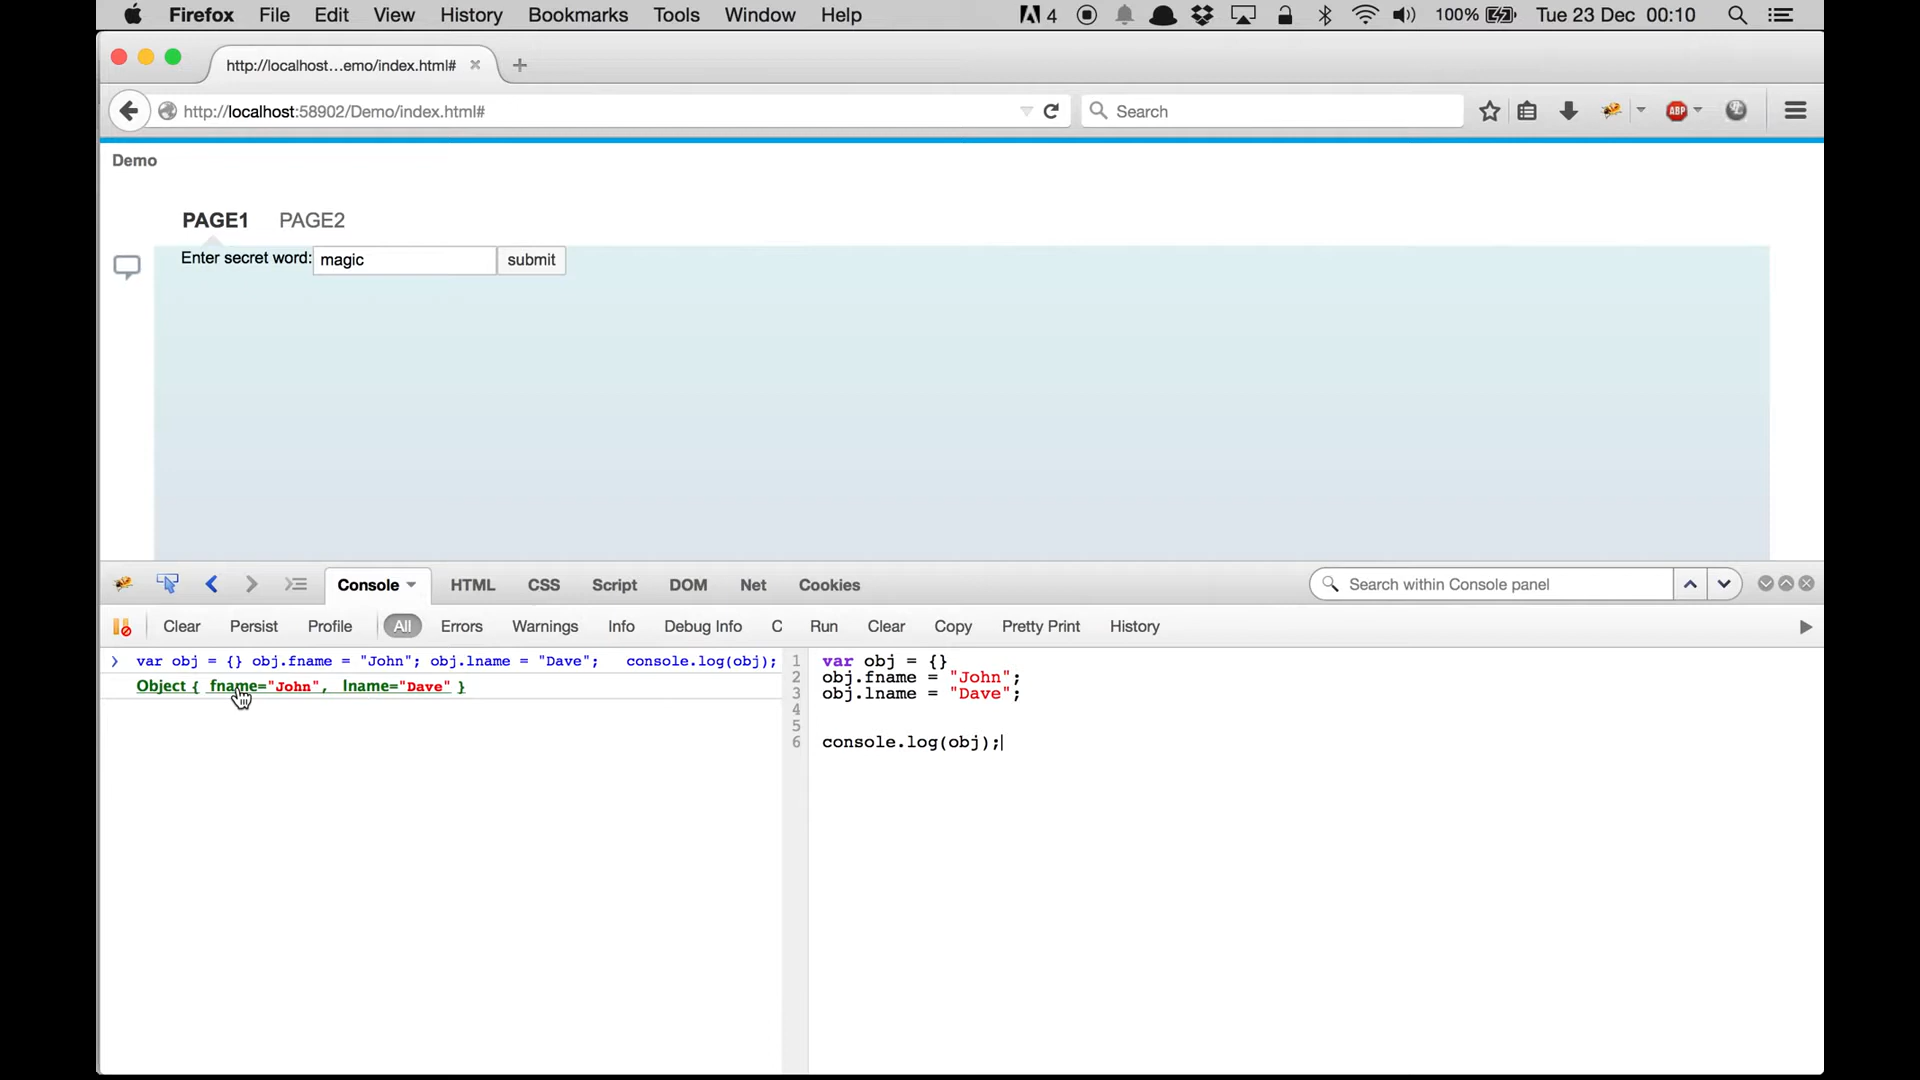 Firefox File Edit View History Bookmarks Tools Window Help 4 100% Tue 23 Dec 00:10
http://localhost...emo/index.html#
http://localhost:58902/Demo/index.html# Search ABP
Demo
PAGE1 PAGE2
Enter secret word: magic submit
Console HTML CSS Script DOM Net Cookies Search within Console panel
Clear Persist Profile All Errors Warnings Info Debug Info C Run Clear Copy Pretty Print History
var obj = {} obj.fname = "John"; obj.lname = "Dave"; console.log(obj);
Object { fname="John", lname="Dave" }
1 var obj = {}
2 obj.fname = "John";
3 obj.lname = "Dave";
4
5
6 console.log(obj);